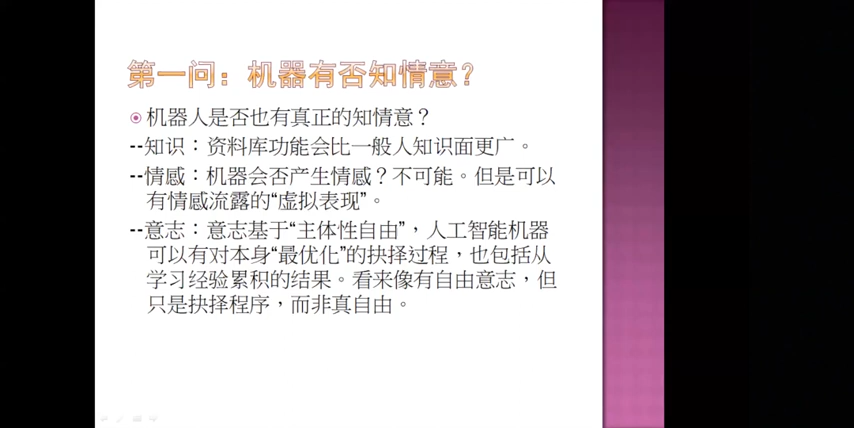 第一问：机器有否知情意？
机器人是否也有真正的知情意？
--知识：资料库功能会比一般人知识面更广。
--情感：机器会否产生情感？不可能。但是可以
有情感流露的“虚拟表现”。
--意志：意志基于“主体性自由”，人工智能机器
可以有对本身“最优化”的抉择过程，也包括从
学习经验累积的结果。看来像有自由意志，但
只是抉择程序，而非真自由。